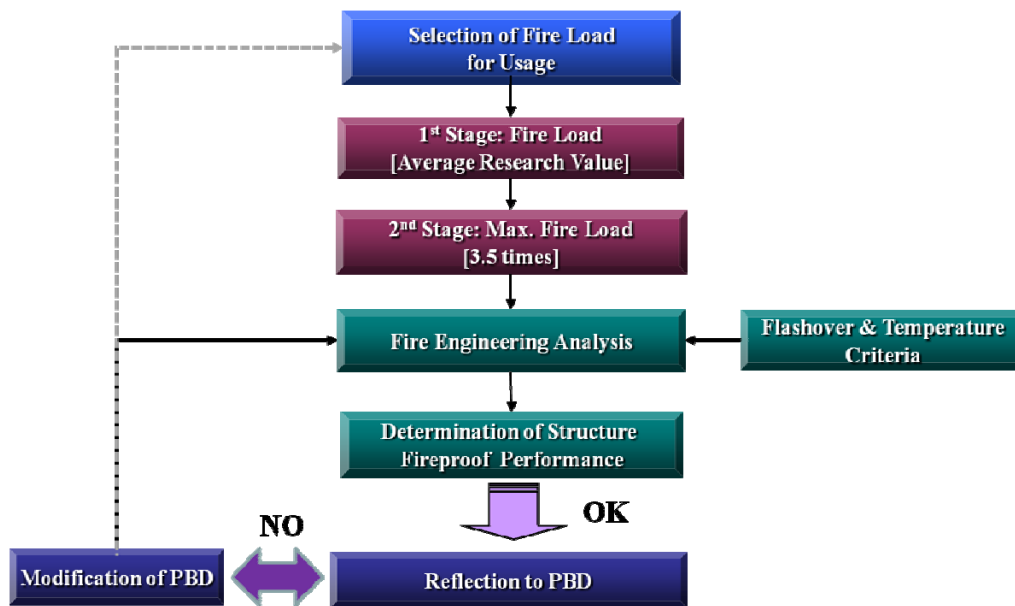 Selection of Fire Load
for Usage
1st Stage: Fire Load
[Average Research Value]
2nd Stage: Max. Fire Load
[3.5 times]
Fire Engineering Analysis
Flashover & Temperature
Criteria
Determination of Structure
Fireproof Performance
OK
NO
Modification of PBD
Reflection to PBD